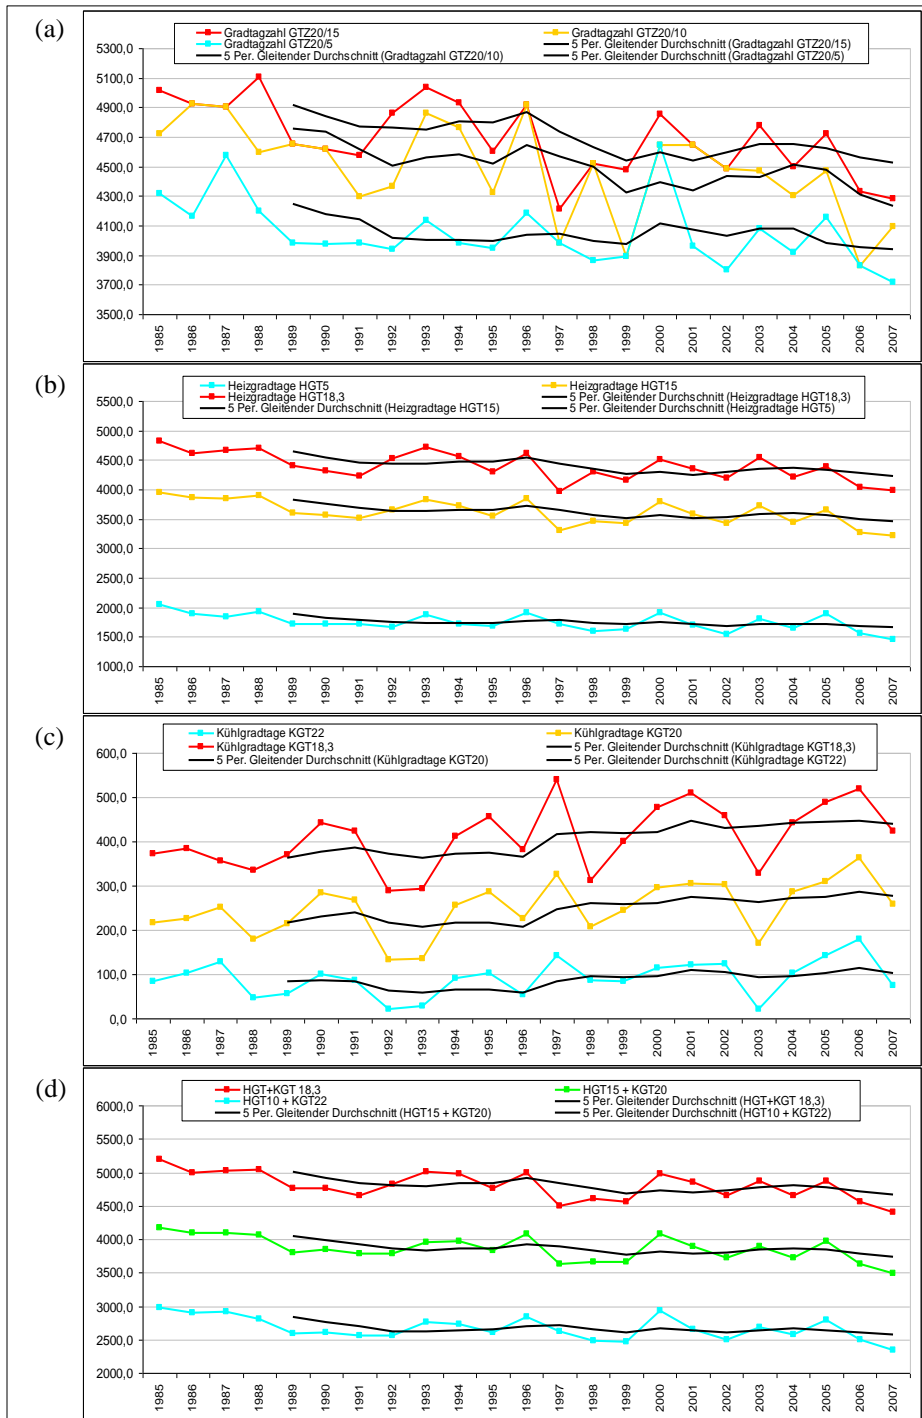 (a)
Gradtagzahl GTZ20/15
Gradtagzahl GTZ20/10
Gradtagzahl GTZ20/5
5 Per. Gleitender Durchschnitt (Gradtagzahl GTZ20/15)
5 Per. Gleitender Durchschnitt (Gradtagzahl GTZ20/10)
5 Per. Gleitender Durchschnitt (Gradtagzahl GTZ20/5)
5300,0
5100,0
4900,0
4700,0
4500,0
4300,0
4100,0
3900,0
3700,0
3500,0
1985 1986 1987 1988 1989 1990 1991 1992 1993 1994 1995 1996 1997 1998 1999 2000 2001 2002 2003 2004 2005 2006 2007
(b)
Heizgradtage HGT5
Heizgradtage HGT15
Heizgradtage HGT18,3
5 Per. Gleitender Durchschnitt (Heizgradtage HGT18,3)
5 Per. Gleitender Durchschnitt (Heizgradtage HGT15)
5 Per. Gleitender Durchschnitt (Heizgradtage HGT5)
5500,0
5000,0
4500,0
4000,0
3500,0
3000,0
2500,0
2000,0
1500,0
1000,0
1985 1986 1987 1988 1989 1990 1991 1992 1993 1994 1995 1996 1997 1998 1999 2000 2001 2002 2003 2004 2005 2006 2007
(c)
Kühlgradtage KGT22
Kühlgradtage KGT20
Kühlgradtage KGT18,3
5 Per. Gleitender Durchschnitt (Kühlgradtage KGT18,3)
5 Per. Gleitender Durchschnitt (Kühlgradtage KGT20)
5 Per. Gleitender Durchschnitt (Kühlgradtage KGT22)
600,0
500,0
400,0
300,0
200,0
100,0
0,0
1985 1986 1987 1988 1989 1990 1991 1992 1993 1994 1995 1996 1997 1998 1999 2000 2001 2002 2003 2004 2005 2006 2007
(d)
HGT+KGT 18,3
HGT15 + KGT20
HGT10 + KGT22
5 Per. Gleitender Durchschnitt (HGT+KGT 18,3)
5 Per. Gleitender Durchschnitt (HGT15 + KGT20)
5 Per. Gleitender Durchschnitt (HGT10 + KGT22)
6000,0
5500,0
5000,0
4500,0
4000,0
3500,0
3000,0
2500,0
2000,0
1985 1986 1987 1988 1989 1990 1991 1992 1993 1994 1995 1996 1997 1998 1999 2000 2001 2002 2003 2004 2005 2006 2007